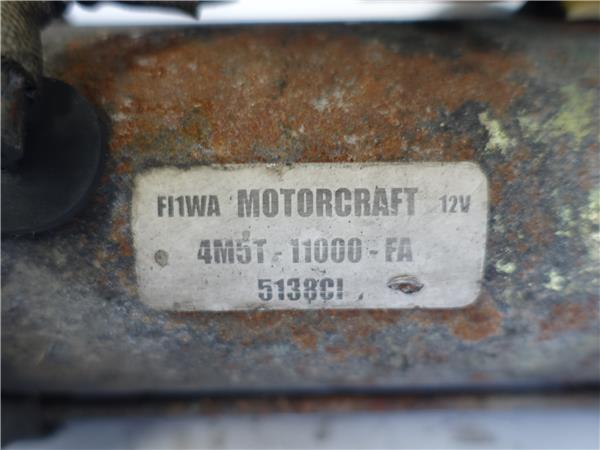 FI1WA MOTORCRAFT 12V
4M5T - 11000 - FA
5138CI